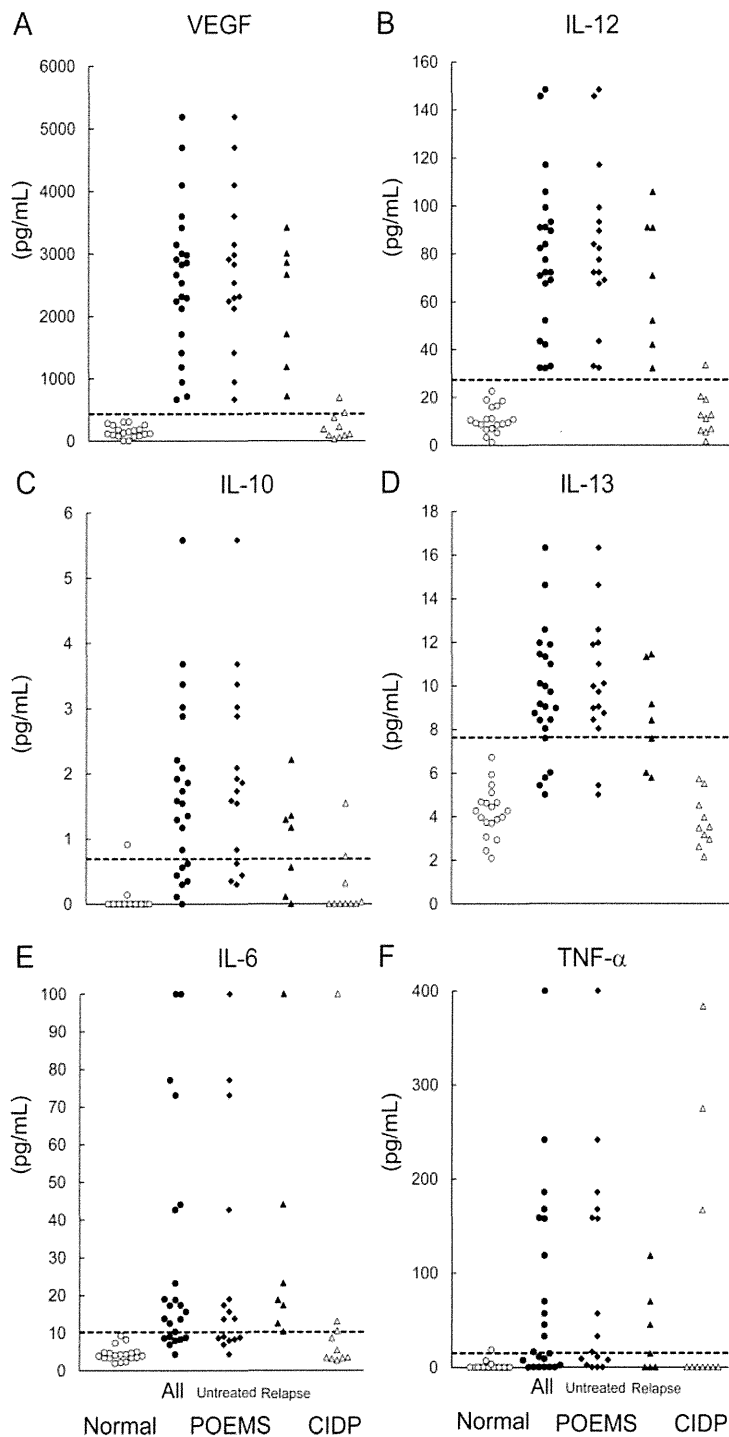 A
VEGF
(pg/mL)
6000
5000
4000
3000
2000
1000
0
B
IL-12
(pg/mL)
160
140
120
100
80
60
40
20
0
C
IL-10
(pg/mL)
6
5
4
3
2
1
0
D
IL-13
(pg/mL)
18
16
14
12
10
8
6
4
2
0
E
IL-6
(pg/mL)
100
90
80
70
60
50
40
30
20
10
0
All Untreated Relapse
Normal POEMS CIDP
F
TNF-α
(pg/mL)
400
300
200
100
0
All Untreated Relapse
Normal POEMS CIDP